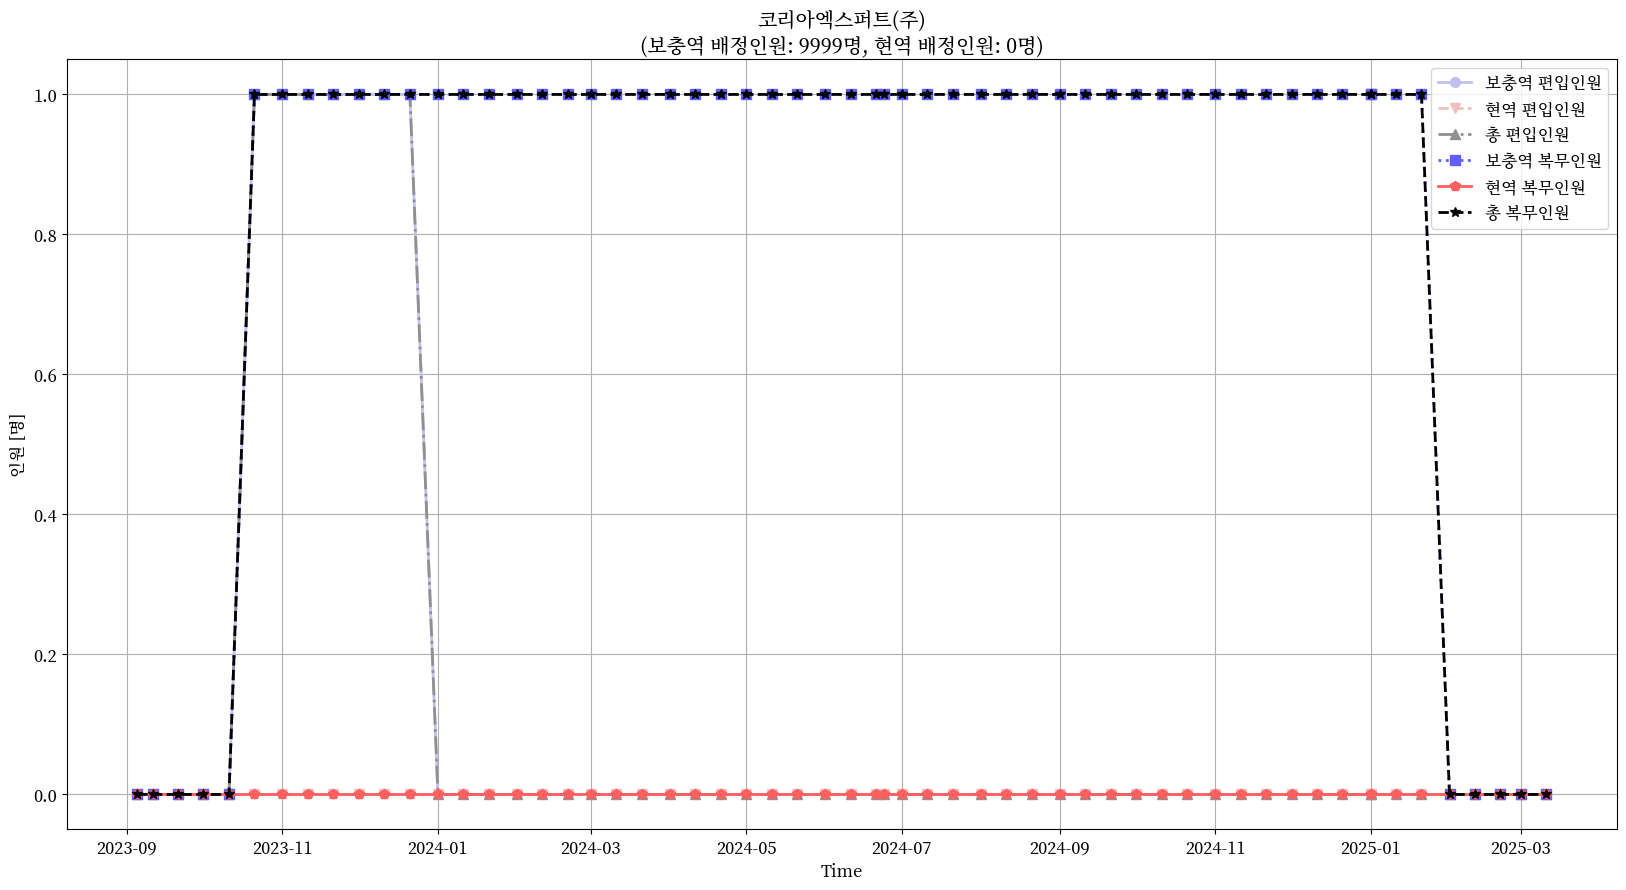 코리아엑스퍼트(주)
(보충역 배정인원: 9999명, 현역 배정인원: 0명)
보충역 편입인원
현역 편입인원
총 편입인원
보충역 복무인원
현역 복무인원
총 복무인원
인원 [명]
1.0
0.8
0.6
0.4
0.2
0.0
2023-09
2023-11
2024-01
2024-03
2024-05
2024-07
2024-09
2024-11
2025-01
2025-03
Time